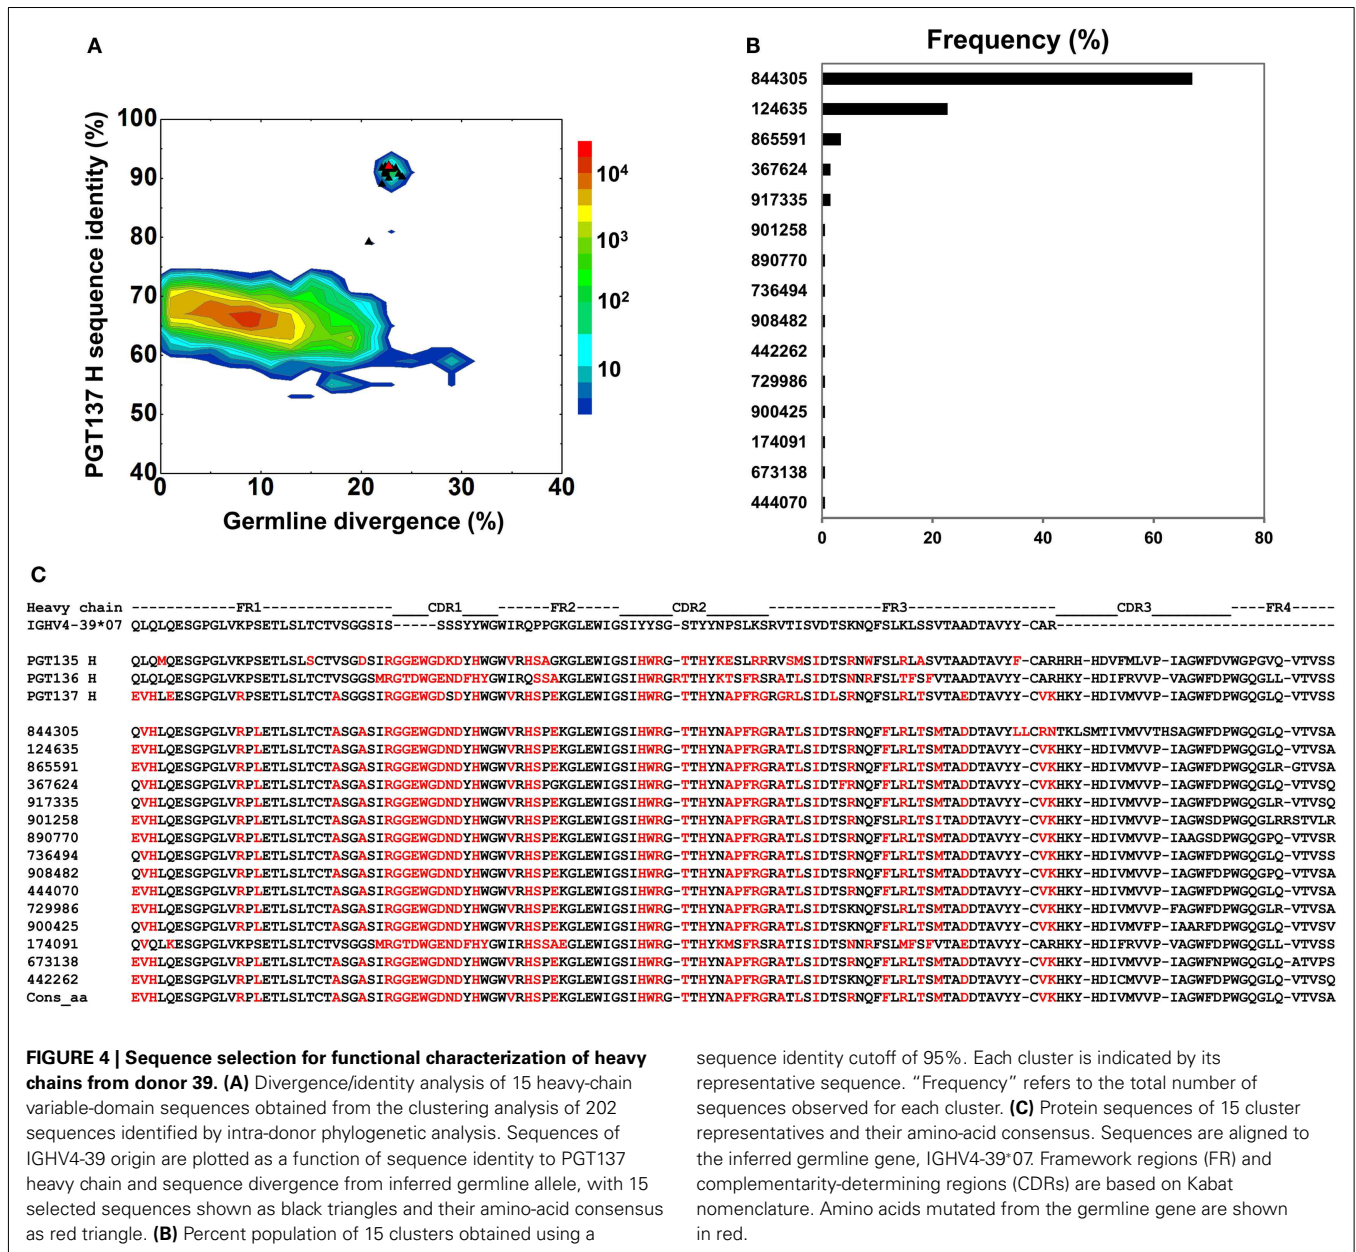 A
PGT137 H sequence identity (%)
100
90
80
70
60
50
40
0 10 20 30 40
Germline divergence (%)
10⁴
10³
10²
10
B
Frequency (%)
844305
124635
865591
367624
917335
901258
890770
736494
908482
442262
729986
900425
174091
673138
444070
0 20 40 60 80
C
Heavy chain ------------FR1---------------_____CDR1_____------FR2-----______CDR2______-------------FR3-----------------_______CDR3_________----FR4-----
IGHV4-39*07 QLQLQESGPGLVKPSETLSLTCTVSGGSIS-----SSSYYWGWIRQPPGKGLEWIGSIYYSG-STYYNPSLKSRVTISVDTSKNQFSLKLSSVTAADTAVYY-CAR--------------------------------
PGT135 H QLQMQESGPGLVKPSETLSLSCTVSGDSIRGGEWGDKDYHWGWVRHSAGKGLEWIGSIHWRG-TTHYKESLRRRVSMSIDTSRNWFSLRLASVTAADTAVYF-CARHRH-HDVFMLVP-IAGWFDVWGPGVQ-VTVSS
PGT136 H QLQLQESGPGLVKPSETLSLTCTVSGGSMRGTDWGENDFHYGWIRQSSAKGLEWIGSIHWRGRTTHYKTSFRSRATLSIDTSNNRFSLTFSFVTAADTAVYY-CARHKY-HDIFRVVP-VAGWFDPWGQGLL-VTVSS
PGT137 H EVHLEESGPGLVRPSETLSLTCTASGGSIRGGEWGDSDYHWGWVRHSPEKGLEWIGSIHWRG-TTHYNAPFRGRGRLSIDLSRNQFSLRLTSVTAEDTAVYY-CVKHKY-HDIVMVVP-IAGWFDPWGQGLQ-VTVSS
844305 QVHLQESGPGLVRPLETLSLTCTASGASIRGGEWGDNDYHWGWVRHSPEKGLEWIGSIHWRG-TTHYNAPFRGRATLSIDTSRNQFFLRLTSMTADDTAVYLLCRNTKLSMTIVMVVTHSAGWFDPWGQGLQ-VTVSS
124635 EVHLQESGPGLVRPLETLSLTCTASGASIRGGEWGDNDYHWGWVRHSPEKGLEWIGSIHWRG-TTHYNAPFRGRATLSIDTSRNQFFLRLTSMTADDTAVYY-CVKHKY-HDIVMVVP-IAGWFDPWGQGLQ-VTVSA
865591 EVHLQESGPGLVRPLETLSLTCTASGASIRGGEWGDNDYHWGWVRHSPEKGLEWIGSIHWRG-TTHYNAPFRGRATLSIDTSRNQFFLRLTSMTADDTAVYY-CVKHKY-HDIVMVVP-IAGWFDPWGQGLR-GTVSA
367624 QVHLQESGPGLVRPLETLSLTCTASGASIRGGEWGDNDYHWGWVRHSPGKGLEWIGSIHWRG-TTHYNAPFRGRATLSIDTFRNQFFLRLTSMTADDTAVYY-CVKHKY-HDIVMVVP-IAGWFDPWGQGLQ-VTVSQ
917335 QVHLQESGPGLVRPLETLSLTCTASGASIRGGEWGDNDYHWGWVRHSPEKGLEWIGSIHWRG-TTHYNAPFRGRATLSIDTSRNQFFLRLTSMTADDTAVYY-CVKHKY-HDIVMVVP-IAGWFDPWGQGLR-VTVSQ
901258 EVHLQESGPGLVRPLETLSLTCTASGASIRGGEWGDNDYHWGWVRHSPEKGLEWIGSIHWRG-TTHYNAPFRGRATLSIDTSRNQFSLRLTSITADDTAVYY-CVKHKY-HDIVMVVP-IAGWSDPWGQGLRRSTVLR
890770 EVHLQESGPGLVRPLETLSLTCTASGASIRGGEWGDNDYHWGWVRHSPEKGLEWIGSIHWRG-TTHYNAPFRGRATLSIDTSRNQFFLRLTSMTADDTAVYY-CVKHKY-HDIVMVVP-IAAGSDPWGQGPQ-VTVSR
736494 QVHLQESGPGLVRPLETLSLTCTASGASIRGGEWGDNDYHWGWVRHSPEKGLEWIGSIHWRG-TTHYNAPFRGRATLSIDTSRNQFFLRLTSMTADDTAVYY-CVKHKY-HDIVMVVP-IAGWFDPWGQGLQ-VTVSS
908482 QVHLQESGPGLVRPLETLSLTCTASGASIRGGEWGDNDYHWGWVRHSPEKGLEWIGSIHWRG-TTHYNAPFRGRATLSIDTSRNQFFLRLTSMTADDTAVYY-CVKHKY-HDIVMVVP-IAGWFDPWGQGPQ-VTVSA
444070 EVHLQESGPGLVRPLETLSLTCTASGASIRGGEWGDNDYHWGWVRHSPEKGLEWIGSIHWRG-TTHYNAPFRGRATLSIDTSRNQFFLRLTSMTADDTAVYY-CVKHKY-HDIVMVVP-IAGWFDPWGQGLQ-VTVSA
729986 EVHLQESGPGLVRPLETLSLTCTASGASIRGGEWGDNDYHWGWVRHSPEKGLEWIGSIHWRG-TTHYNAPFRGRATLSIDTSKNQFSLRLTSMTADDTAVYY-CVKHKY-HDIVMVVP-FAGWFDPWGQGLR-VTVSA
900425 EVHLQESGPGLVRPLETLSLTCTASGASIRGGEWGDNDYHWGWVRHSPEKGLEWIGSIHWRG-TTHYNAPFRGRATLSIDTSKNQFFLRLTSMTADDTAVYY-CVKHKY-HDIVMVFP-IAARFDPWGQGLQ-VTVSV
174091 QVQLKESGPGLVKPSETLSLTCTVSGGSMRGTDWGENDFHYGWIRHSSAEGLEWIGSIHWRG-TTHYKMSFRSRATISIDTSNNRFSLMFSFVTAEDTAVYY-CARHKY-HDIFRVVP-VAGWFDPWGQGLL-VTVSS
673138 EVHLQESGPGLVRPLETLSLTCTASGASIRGGEWGDNDYHWGWVRHSPEKGLEWIGSIHWRG-TTHYNAPFRGRATLSIDTSRNQFFLRLTSMTADDTAVYY-CVKHKY-HDIVMVVP-IAGWFNPWGQGLQ-ATVPS
442262 EVHLQESGPGLVRPLETLSLTCTASGASIRGGEWGDNDYHWGWVRHSPEKGLEWIGSIHWRG-TTHYNAPFRGRATLSIDTSKNQFFLRLTSMTADDTAVYY-CVKHKY-HDICMVVP-IAGWFDPWGQGLQ-VTVSQ
Cons_aa EVHLQESGPGLVRPLETLSLTCTASGASIRGGEWGDNDYHWGWVRHSPEKGLEWIGSIHWRG-TTHYNAPFRGRATLSIDTSRNQFFLRLTSMTADDTAVYY-CVKHKY-HDIVMVVP-IAGWFDPWGQGLQ-VTVSA
FIGURE 4 | Sequence selection for functional characterization of heavy
chains from donor 39. (A) Divergence/identity analysis of 15 heavy-chain
variable-domain sequences obtained from the clustering analysis of 202
sequences identified by intra-donor phylogenetic analysis. Sequences of
IGHV4-39 origin are plotted as a function of sequence identity to PGT137
heavy chain and sequence divergence from inferred germline allele, with 15
selected sequences shown as black triangles and their amino-acid consensus
as red triangle. (B) Percent population of 15 clusters obtained using a
sequence identity cutoff of 95%. Each cluster is indicated by its
representative sequence. “Frequency” refers to the total number of
sequences observed for each cluster. (C) Protein sequences of 15 cluster
representatives and their amino-acid consensus. Sequences are aligned to
the inferred germline gene, IGHV4-39*07. Framework regions (FR) and
complementarity-determining regions (CDRs) are based on Kabat
nomenclature. Amino acids mutated from the germline gene are shown
in red.